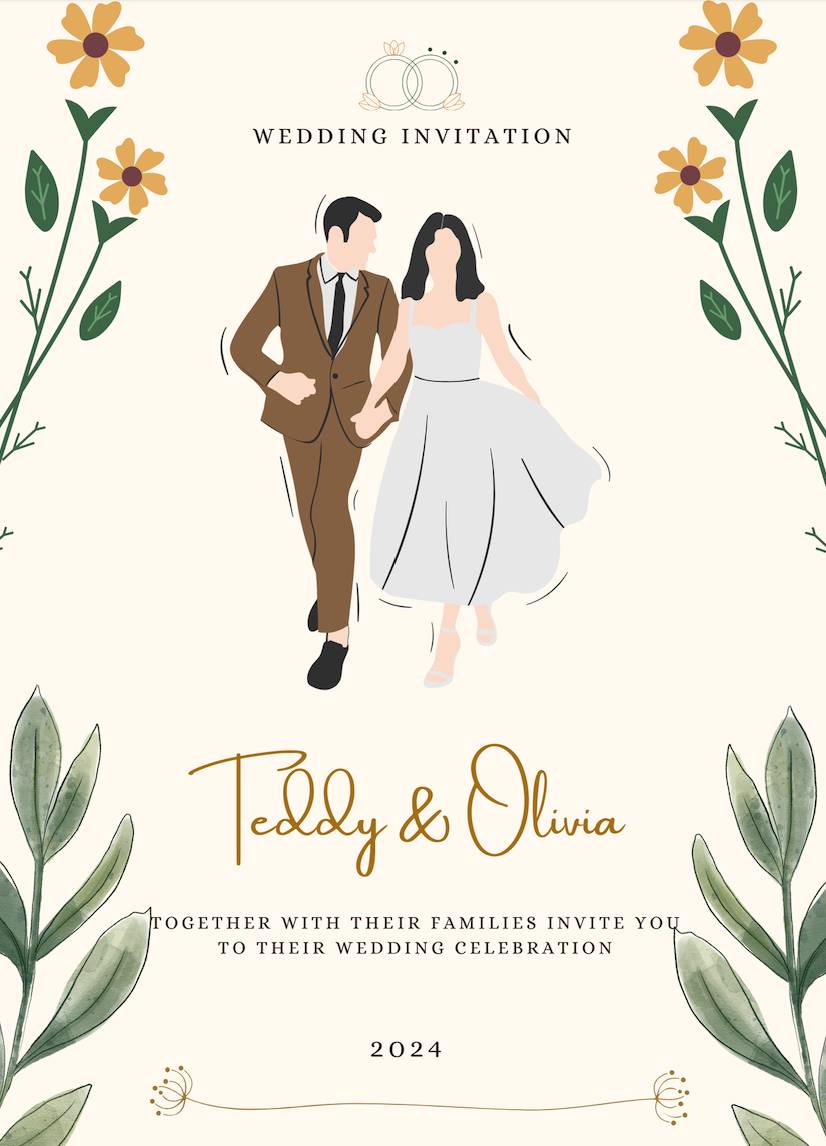 WEDDING INVITATION
Teddy & Olivia
TOGETHER WITH THEIR FAMILIES INVITE YOU
TO THEIR WEDDING CELEBRATION
2024